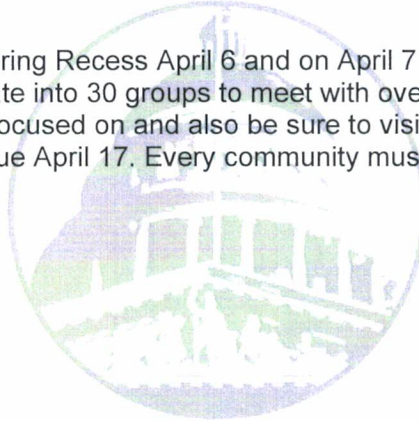 ring Recess April 6 and on April 7
te into 30 groups to meet with ove
ocused on and also be sure to visi
ue April 17. Every community mus